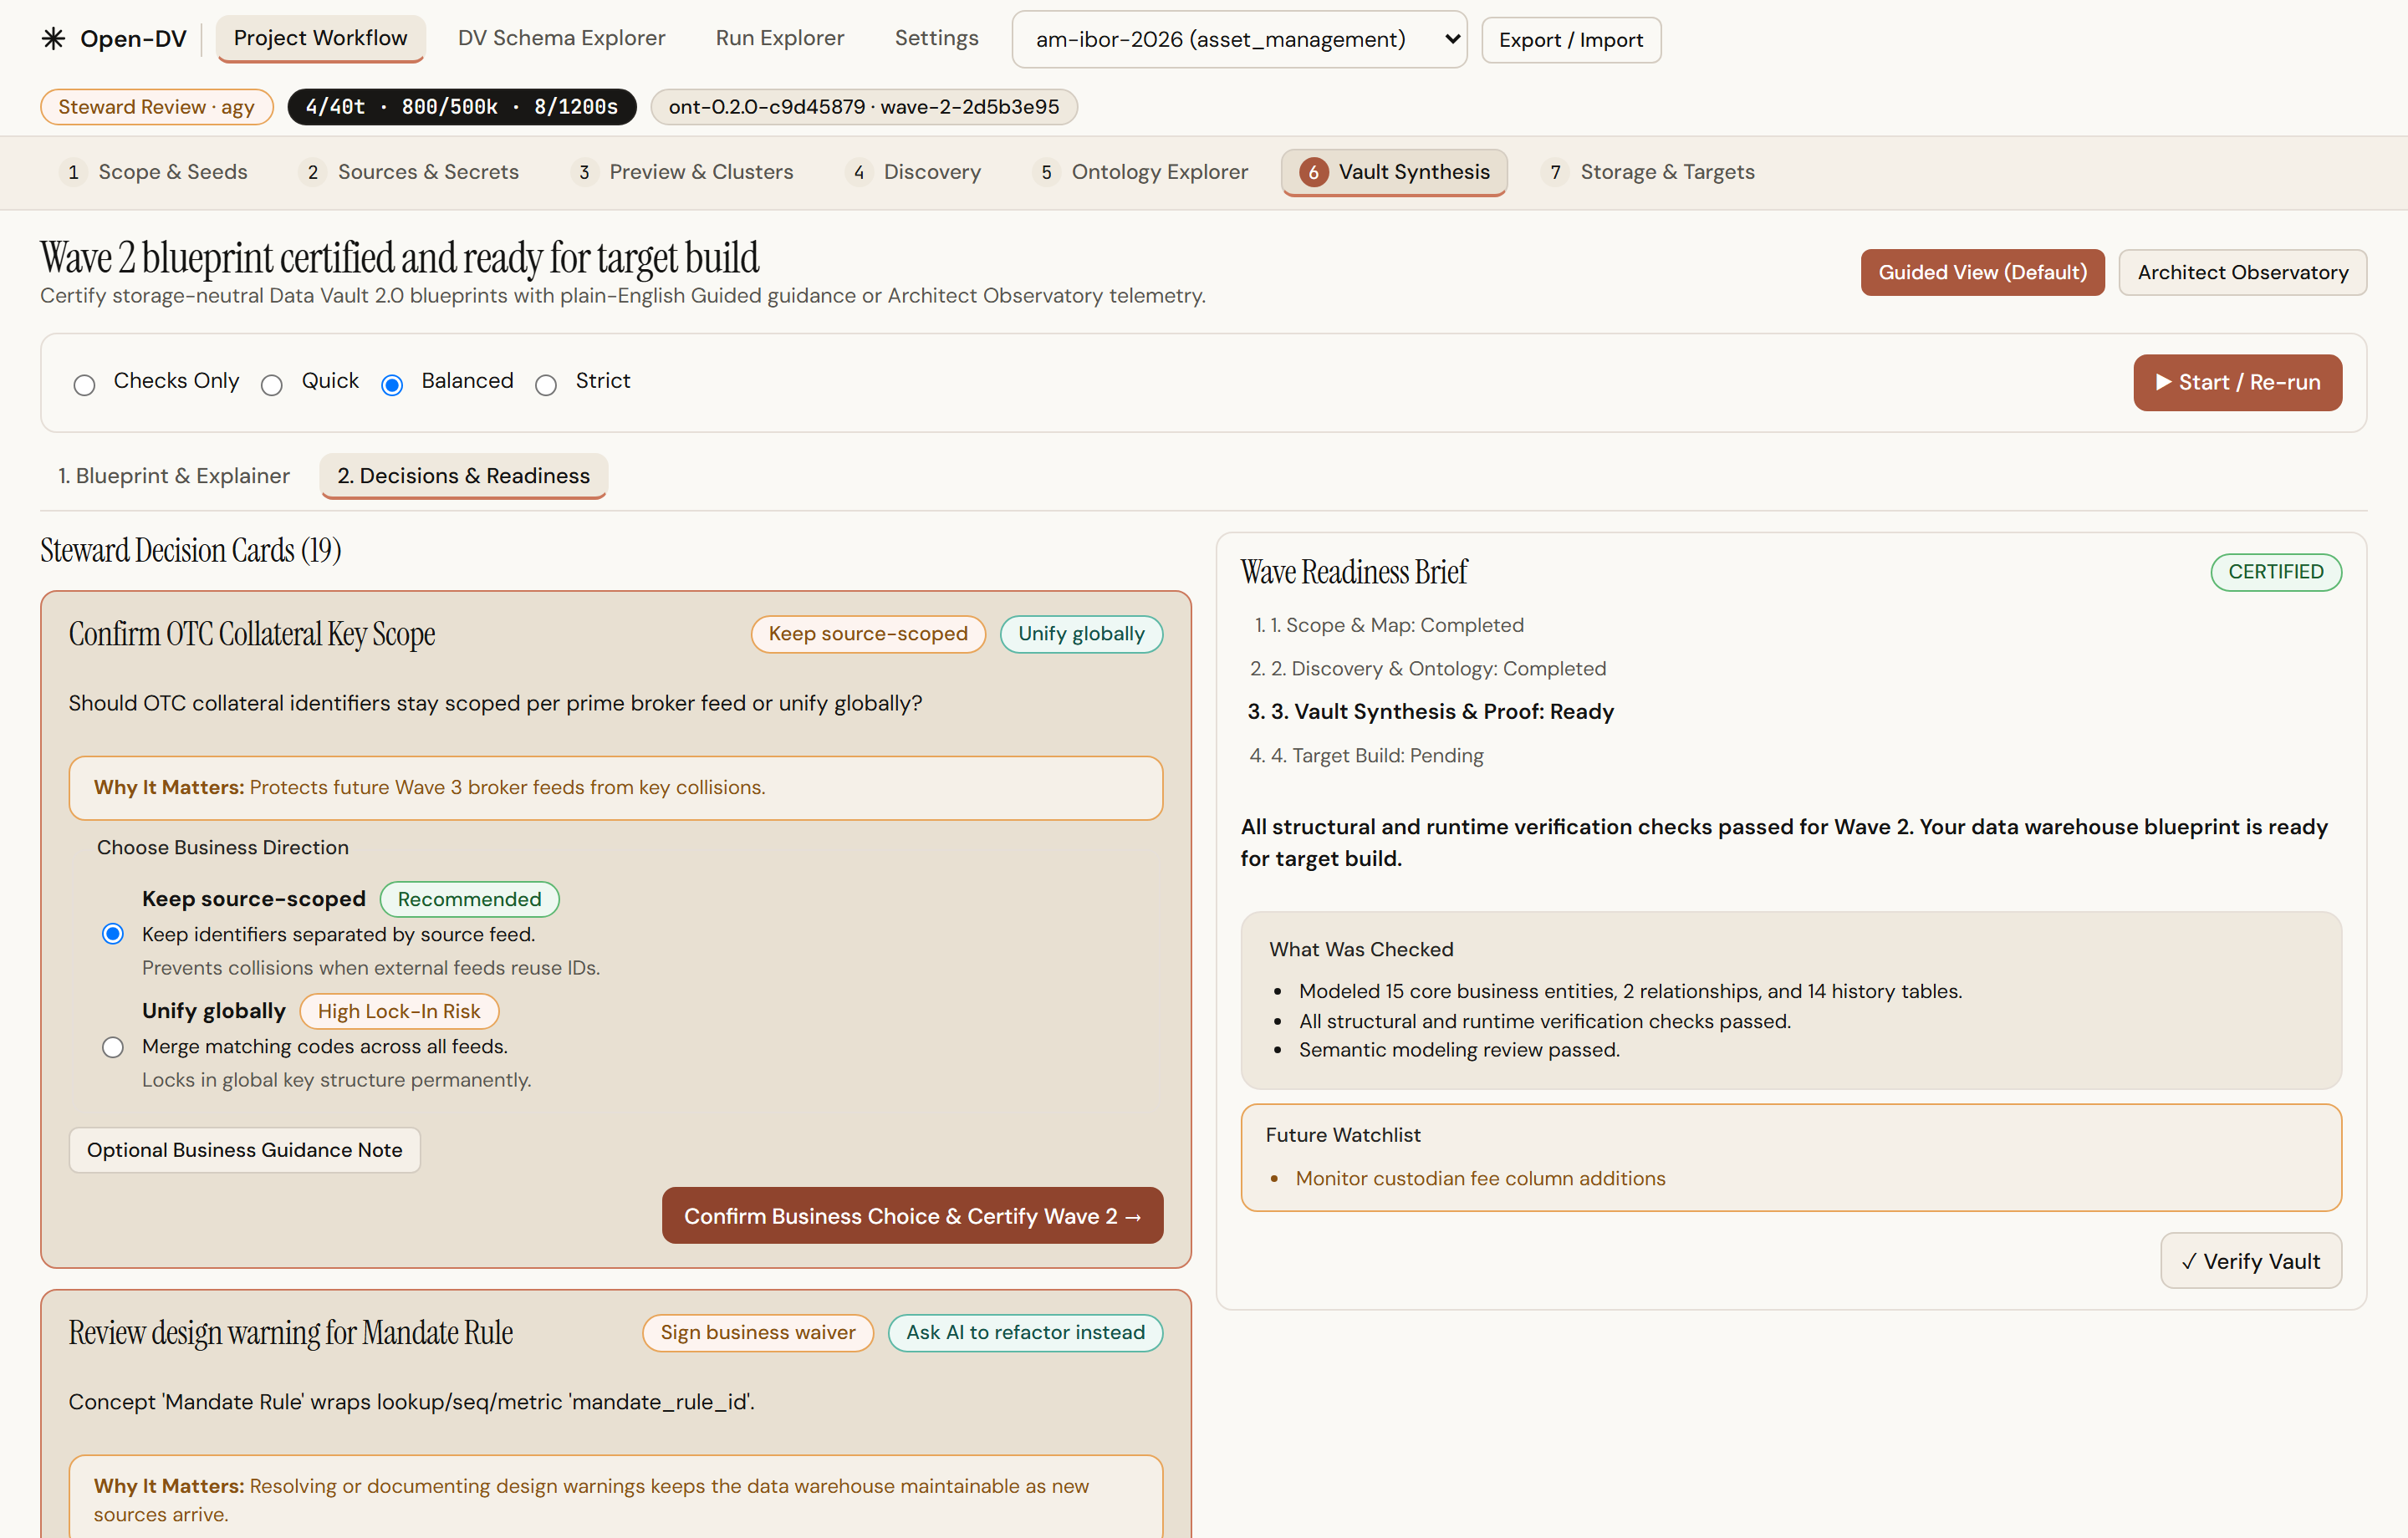 Open-DV
Project Workflow
DV Schema Explorer
Run Explorer
Settings
am-ibor-2026 (asset_management)
Export / Import
Steward Review · agy
4/40t · 800/500k · 8/1200s
ont-0.2.0-c9d45879 · wave-2-2d5b3e95
1 Scope & Seeds
2 Sources & Secrets
3 Preview & Clusters
4 Discovery
5 Ontology Explorer
6 Vault Synthesis
7 Storage & Targets
Wave 2 blueprint certified and ready for target build
Certify storage-neutral Data Vault 2.0 blueprints with plain-English Guided guidance or Architect Observatory telemetry.
Guided View (Default)
Architect Observatory
Checks Only
Quick
Balanced
Strict
▶ Start / Re-run
1. Blueprint & Explainer
2. Decisions & Readiness
Steward Decision Cards (19)
Confirm OTC Collateral Key Scope
Keep source-scoped
Unify globally
Should OTC collateral identifiers stay scoped per prime broker feed or unify globally?
Why It Matters: Protects future Wave 3 broker feeds from key collisions.
Choose Business Direction
Keep source-scoped Recommended
Keep identifiers separated by source feed.
Prevents collisions when external feeds reuse IDs.
Unify globally High Lock-In Risk
Merge matching codes across all feeds.
Locks in global key structure permanently.
Optional Business Guidance Note
Confirm Business Choice & Certify Wave 2 →
Review design warning for Mandate Rule
Sign business waiver
Ask AI to refactor instead
Concept 'Mandate Rule' wraps lookup/seq/metric 'mandate_rule_id'.
Why It Matters: Resolving or documenting design warnings keeps the data warehouse maintainable as new
sources arrive.
Wave Readiness Brief
CERTIFIED
1. 1. Scope & Map: Completed
2. 2. Discovery & Ontology: Completed
3. 3. Vault Synthesis & Proof: Ready
4. 4. Target Build: Pending
All structural and runtime verification checks passed for Wave 2. Your data warehouse blueprint is ready
for target build.
What Was Checked
• Modeled 15 core business entities, 2 relationships, and 14 history tables.
• All structural and runtime verification checks passed.
• Semantic modeling review passed.
Future Watchlist
• Monitor custodian fee column additions
✓ Verify Vault